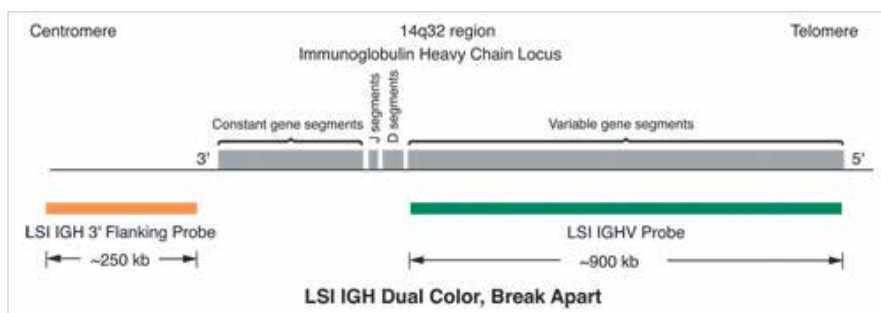 Centromere
14q32 region
Telomere
Immunoglobulin Heavy Chain Locus
Constant gene segments
J segments
D segments
Variable gene segments
3'
5'
LSI IGH 3' Flanking Probe
LSI IGHV Probe
~250 kb
~900 kb
LSI IGH Dual Color, Break Apart